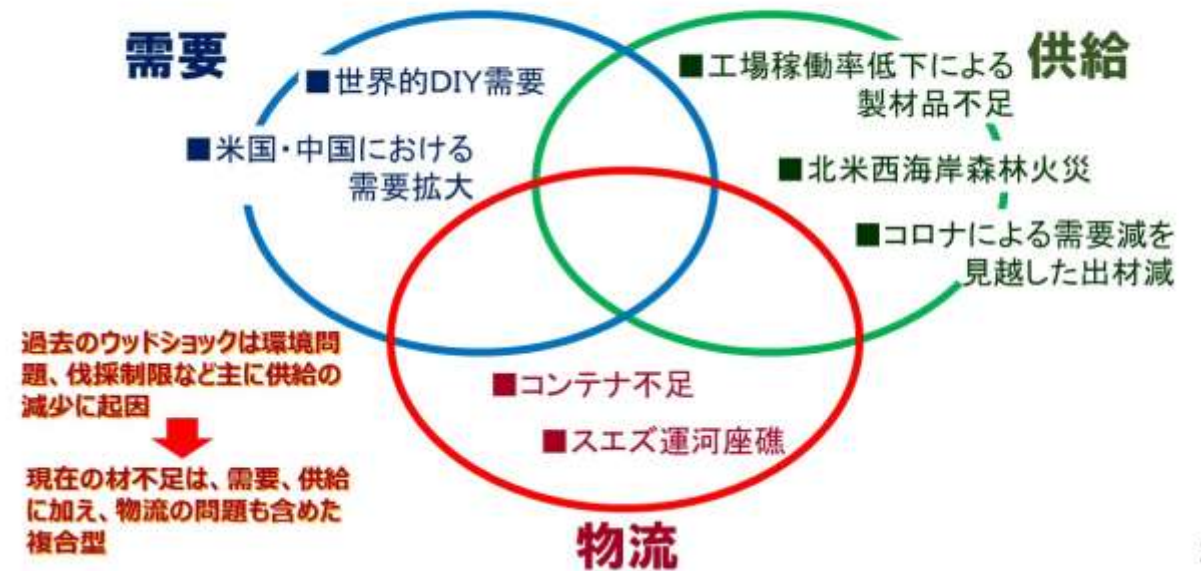 需要
■世界的DIY需要
■米国・中国における
需要拡大
供給
■工場稼働率低下による
製材品不足
■北米西海岸森林火災
■コロナによる需要減を
見越した出材減
過去のウッドショックは環境問
題、伐採制限など主に供給の
減少に起因
現在の材不足は、需要、供給
に加え、物流の問題も含めた
複合型
■コンテナ不足
■スエズ運河座礁
物流